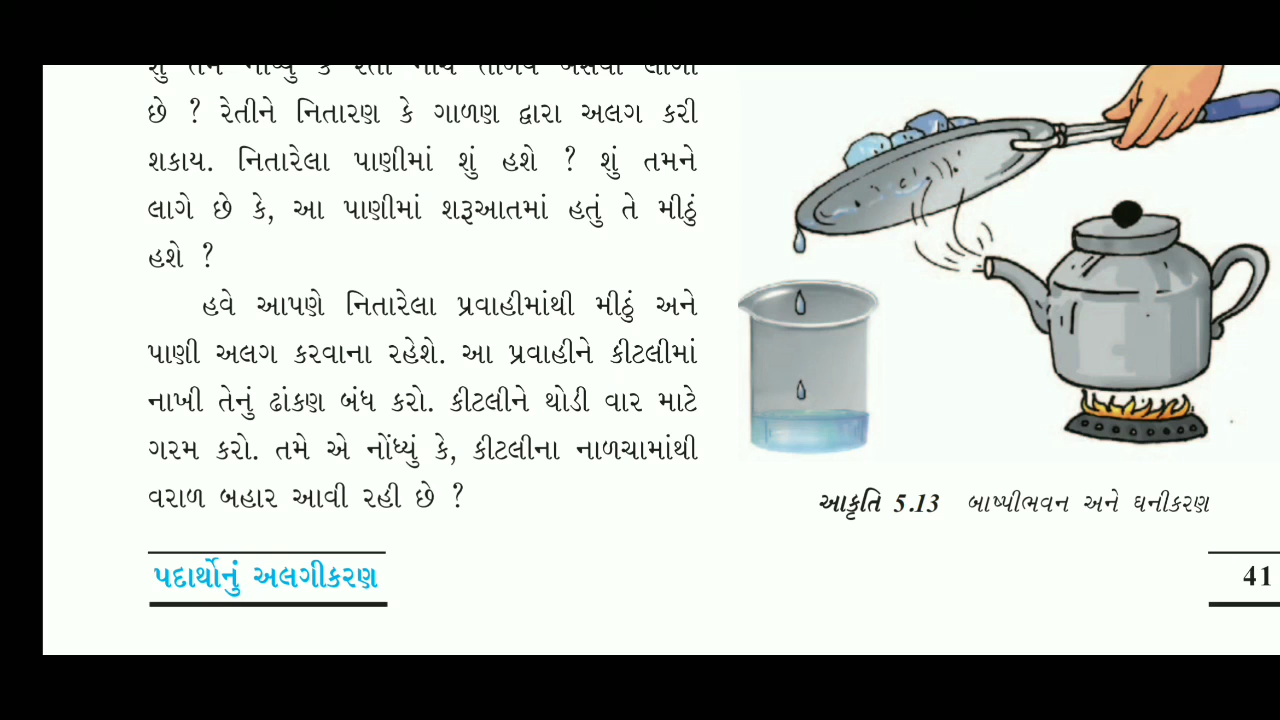 છે ? રેતીને નિતારણ કે ગાળણ દ્વારા અલગ કરી
શકાય. નિતારેલા પાણીમાં શું હશે ? શું તમને
લાગે છે કે, આ પાણીમાં શરૂઆતમાં હતું તે મીઠું
હશે ?
હવે આપણે નિતારેલા પ્રવાહીમાંથી મીઠું અને
પાણી અલગ કરવાના રહેશે. આ પ્રવાહીને કીટલીમાં
નાખી તેનું ઢાંકણ બંધ કરો. કીટલીને થોડી વાર માટે
ગરમ કરો. તમે એ નોંધ્યું કે, કીટલીના નાળચામાંથી
વરાળ બહાર આવી રહી છે ?
આકૃતિ 5.13 બાષ્પીભવન અને ઘનીકરણ
પદાર્થોનું અલગીકરણ
41